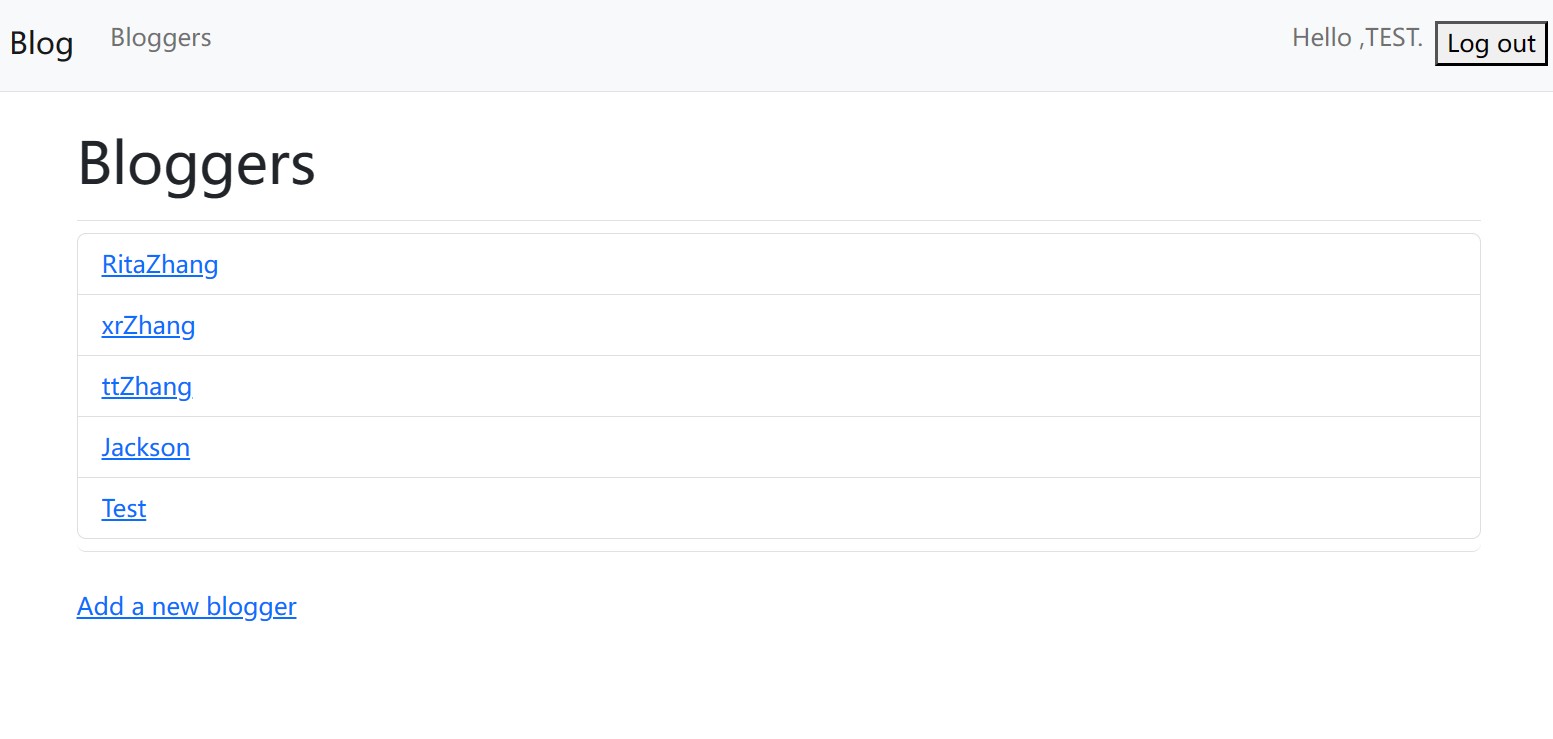 Blog Bloggers Hello ,TEST. Log out
Bloggers
RitaZhang
xrZhang
ttZhang
Jackson
Test
Add a new blogger